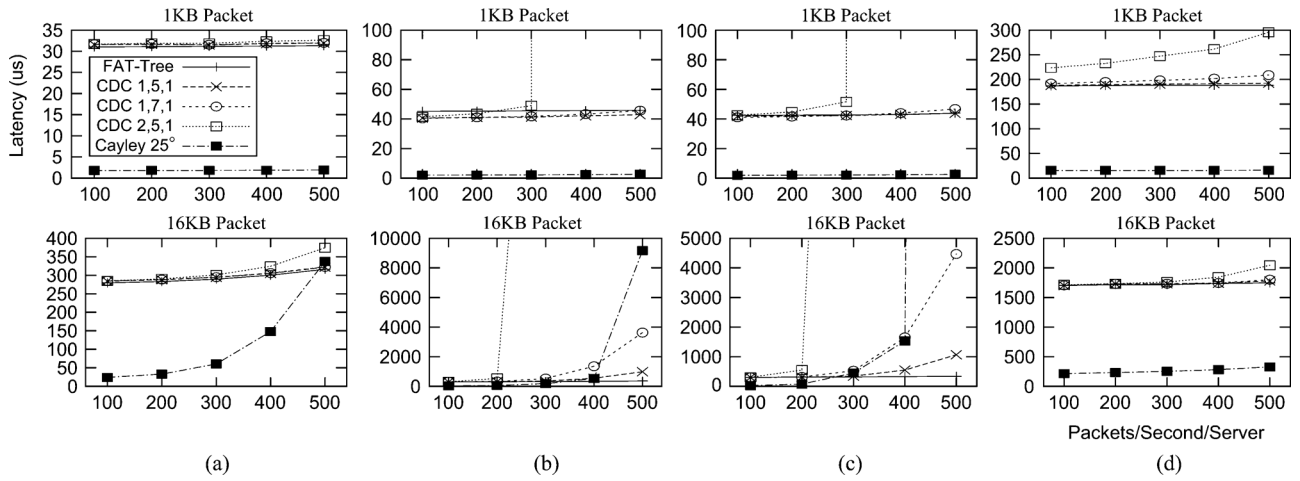 1KB Packet
Latency (us)
35
30
25
20
15
10
5
0
FAT-Tree
CDC 1,5,1
CDC 1,7,1
CDC 2,5,1
Cayley 25°
100 200 300 400 500
1KB Packet
100
80
60
40
20
0
100 200 300 400 500
1KB Packet
100
80
60
40
20
0
100 200 300 400 500
1KB Packet
300
250
200
150
100
50
0
100 200 300 400 500
16KB Packet
400
350
300
250
200
150
100
50
0
100 200 300 400 500
(a)
16KB Packet
10000
8000
6000
4000
2000
0
100 200 300 400 500
(b)
16KB Packet
5000
4000
3000
2000
1000
0
100 200 300 400 500
(c)
16KB Packet
2500
2000
1500
1000
500
0
100 200 300 400 500
Packets/Second/Server
(d)